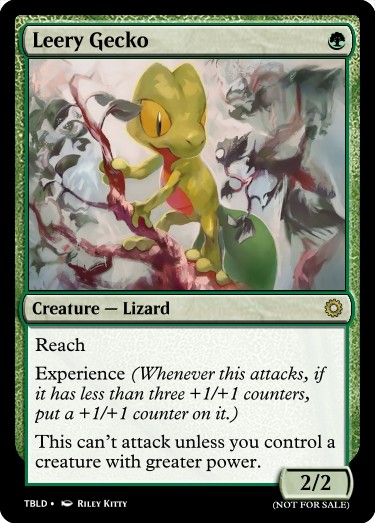 Leery Gecko
Creature — Lizard
Reach
Experience (Whenever this attacks, if
it has less than three +1/+1 counters,
put a +1/+1 counter on it.)
This can't attack unless you control a
creature with greater power.
2/2
TBLD • Riley Kitty
(NOT FOR SALE)